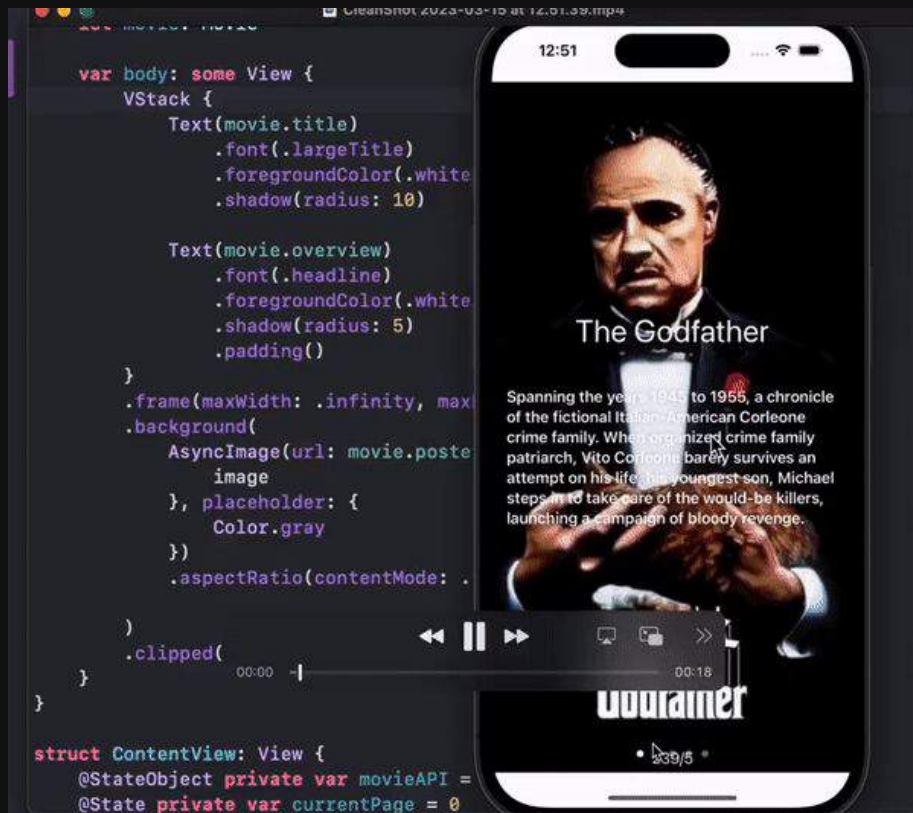 CleanShot 2023-03-15 at 12.51.39.mp4
let movie: Movie
var body: some View {
VStack {
Text(movie.title)
.font(.largeTitle)
.foregroundColor(.white
.shadow(radius: 10)
Text(movie.overview)
.font(.headline)
.foregroundColor(.white
.shadow(radius: 5)
.padding()
}
.frame(maxWidth: .infinity, max
.background(
AsyncImage(url: movie.poste
image
}, placeholder: {
Color.gray
})
.aspectRatio(contentMode: .
)
.clipped(
}
}
struct ContentView: View {
@StateObject private var movieAPI =
@State private var currentPage = 0
00:00
00:18
12:51
The Godfather
Spanning the years 1945 to 1955, a chronicle
of the fictional Italian-American Corleone
crime family. When organized crime family
patriarch, Vito Corleone barely survives an
attempt on his life, his youngest son, Michael
steps in to take care of the would-be killers,
launching a campaign of bloody revenge.
Godfather